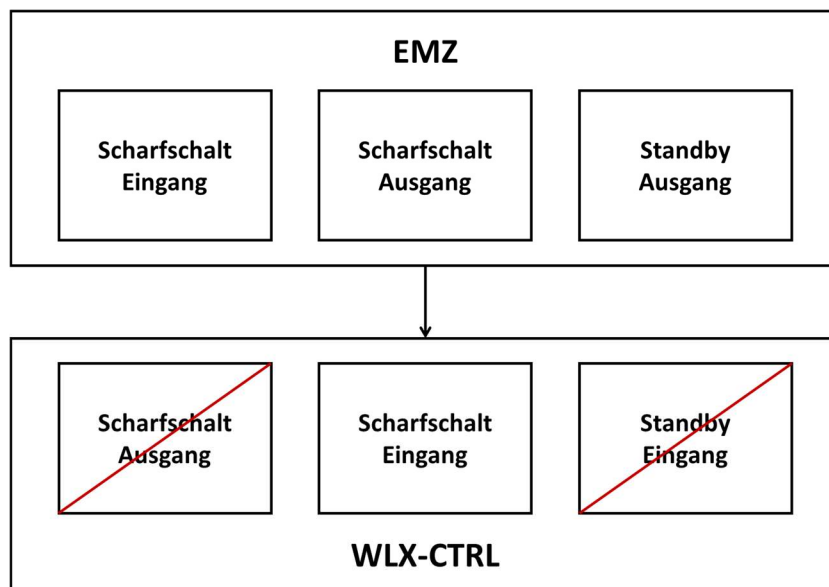 EMZ
Scharfschalt
Eingang
Scharfschalt
Ausgang
Standby
Ausgang
Scharfschalt
Ausgang
Scharfschalt
Eingang
Standby
Eingang
WLX-CTRL